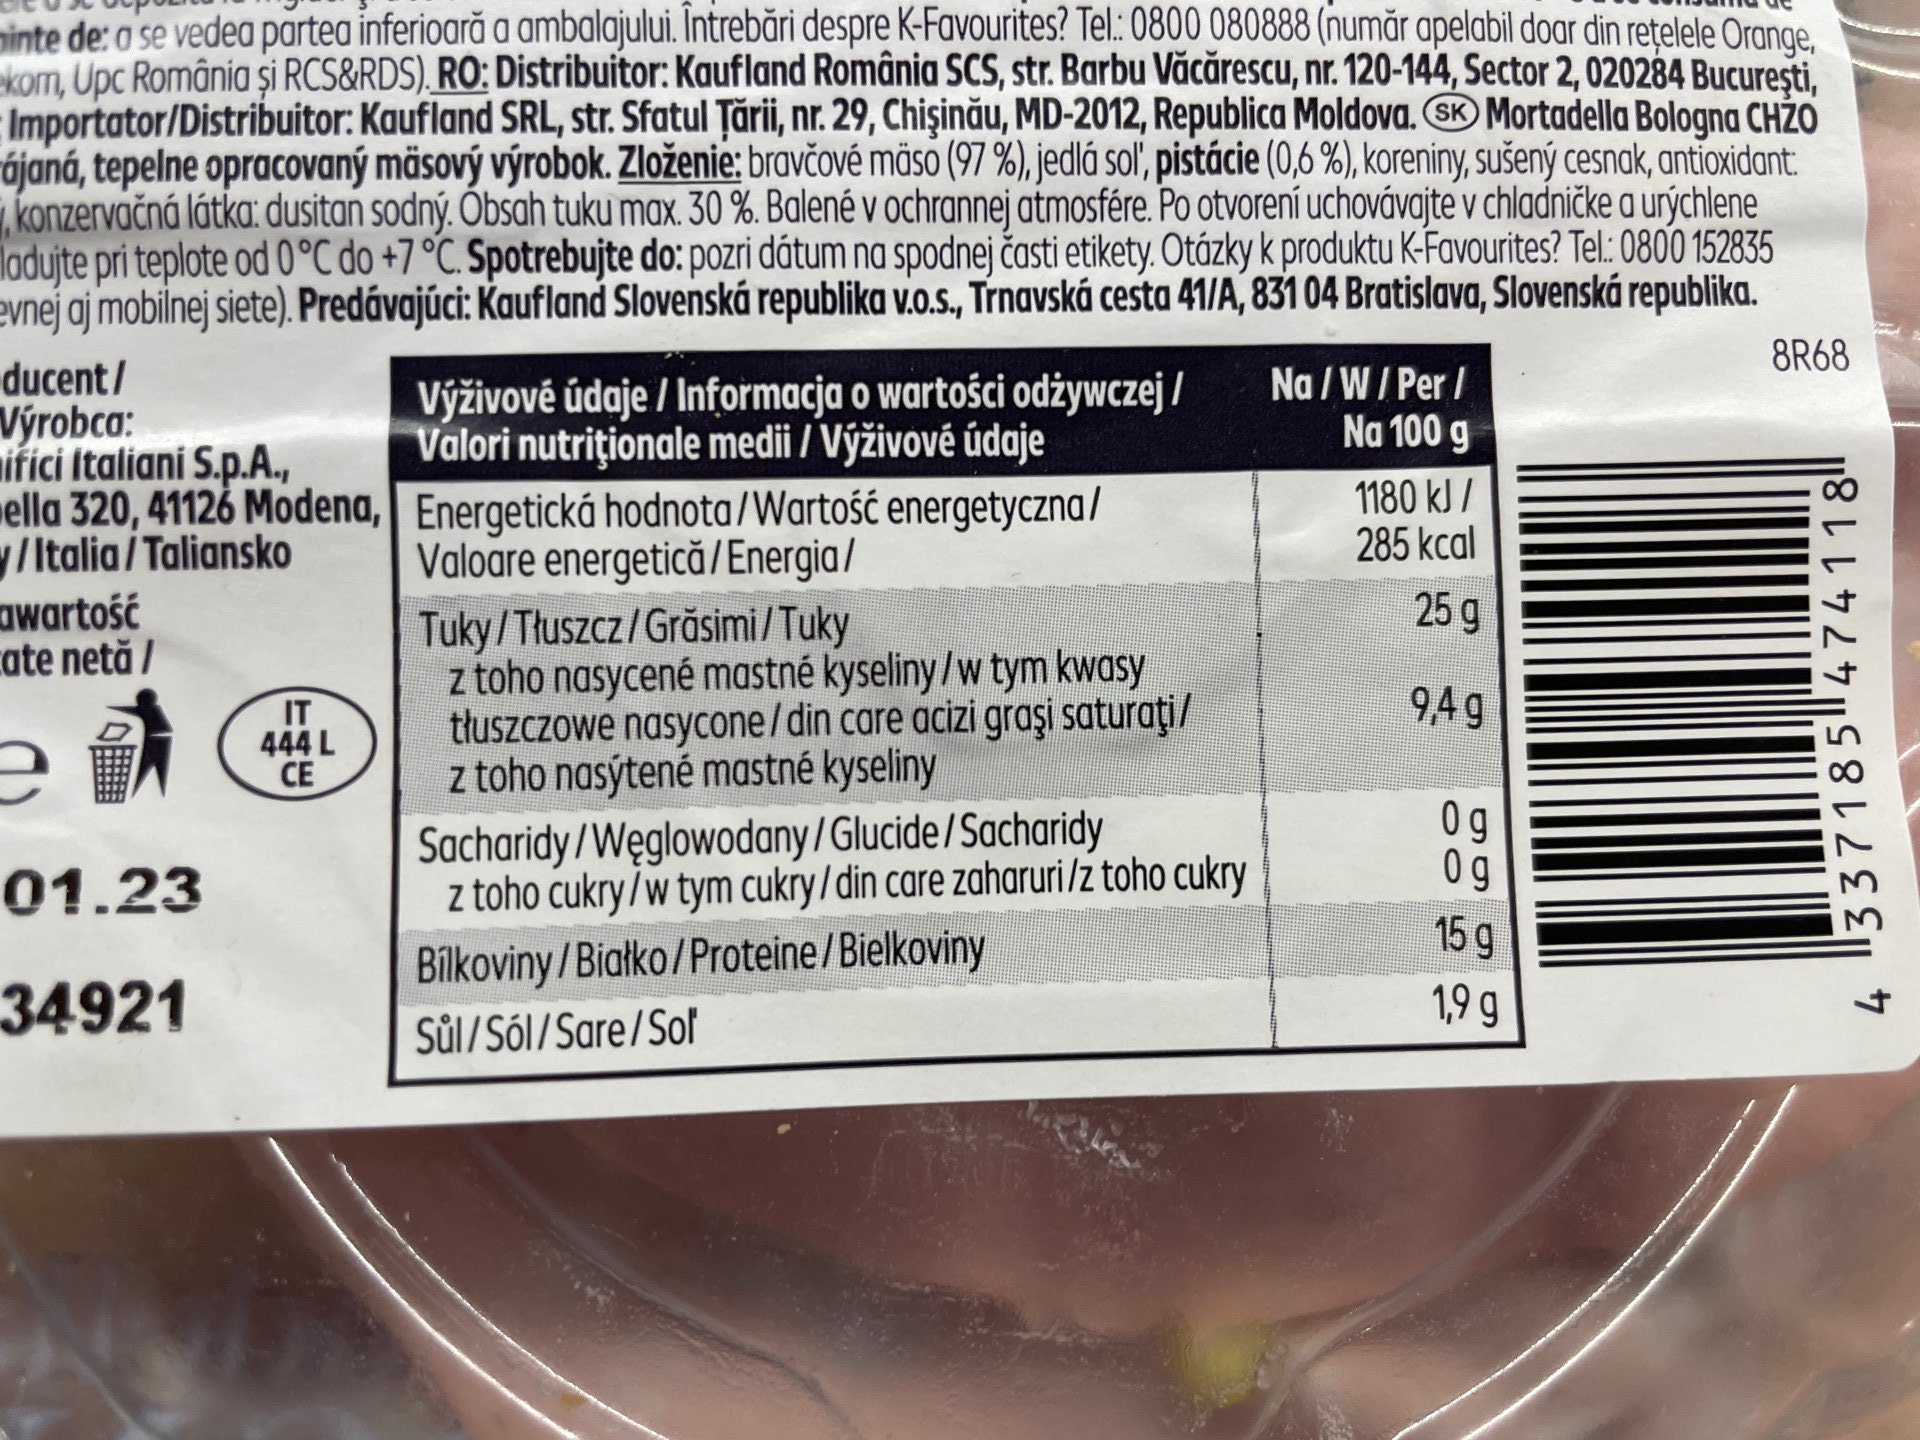 de: a se vedea partea inferioară a ambalajului. Întrebări despre K-Favourites? Tel.: 0800 080888 (număr apelabil doar din rețelele Orange,
Upc România și RCS&RDS). RO: Distribuitor: Kaufland România SCS, str. Barbu Văcărescu, nr. 120-144, Sector 2, 020284 București,
Importator/Distribuitor: Kaufland SRL, str. Sfatul Țării, nr. 29, Chișinău, MD-2012, Republica Moldova. SK Mortadella Bologna CHZO
tepelne opracovaný mäsový výrobok. Zloženie: bravčové mäso (97 %), jedlá soľ, pistácie (0,6 %), koreniny, sušený cesnak, antioxidant:
konzervačná látka: dusitan sodný. Obsah tuku max. 30 %. Balené v ochrannej atmosfére. Po otvorení uchovávajte v chladničke a urýchlene
pri teplote od 0 °C do +7 °C. Spotrebujte do: pozri dátum na spodnej časti etikety. Otázky k produktu K-Favourites? Tel.: 0800 152835
aj mobilnej siete). Predávajúci: Kaufland Slovenská republika v.o.s., Trnavská cesta 41/A, 831 04 Bratislava, Slovenská republika.
8R68
ducent /
Výrobca:
Italiani S.p.A.,
320, 41126 Modena,
/ Italia / Taliansko
netă /
e
IT
444 L
CE
01.23
34921
Výživové údaje / Informacja o wartości odżywczej / Na / W / Per /
Valori nutriționale medii / Výživové údaje Na 100 g
Energetická hodnota / Wartość energetyczna / 1180 kJ /
Valoare energetică / Energia / 285 kcal
Tuky / Tłuszcz / Grăsimi / Tuky 25 g
z toho nasycené mastné kyseliny / w tym kwasy
tłuszczowe nasycone / din care acizi grași saturați / 9,4 g
z toho nasýtené mastné kyseliny
Sacharidy / Węglowodany / Glucide / Sacharidy 0 g
z toho cukry / w tym cukry / din care zaharuri / z toho cukry 0 g
Bílkoviny / Białko / Proteine / Bielkoviny 15 g
Sůl / Sól / Sare / Soľ 1,9 g
4 337185 474118